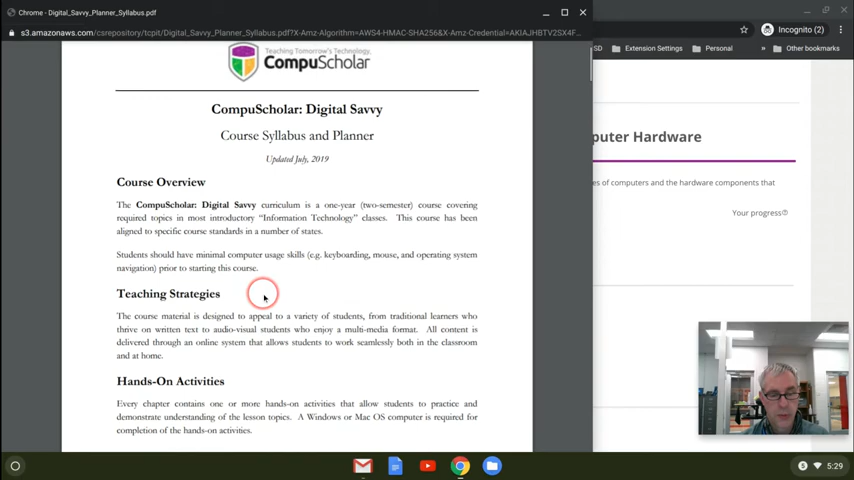 Chrome - Digital_Savvy_Planner_Syllabus.pdf
s3.amazonaws.com/csrepository/tcpit/Digital_Savvy_Planner_Syllabus.pdf?X-Amz-Algorithm=AWS4-HMAC-SHA256&X-Amz-Credential=AKIAJHBTV2SX4F...
Incognito (2)
SD Extension Settings Personal » Other bookmarks
Teaching Tomorrow's Technology,
CompuScholar
CompuScholar: Digital Savvy
Course Syllabus and Planner
Updated July, 2019
Course Overview
The CompuScholar: Digital Savvy curriculum is a one-year (two-semester) course covering
required topics in most introductory "Information Technology" classes. This course has been
aligned to specific course standards in a number of states.
Students should have minimal computer usage skills (e.g. keyboarding, mouse, and operating system
navigation) prior to starting this course.
Teaching Strategies
The course material is designed to appeal to a variety of students, from traditional learners who
thrive on written text to audio-visual students who enjoy a multi-media format. All content is
delivered through an online system that allows students to work seamlessly both in the classroom
and at home.
Hands-On Activities
Every chapter contains one or more hands-on activities that allow students to practice and
demonstrate understanding of the lesson topics. A Windows or Mac OS computer is required for
completion of the hands-on activities.
puter Hardware
es of computers and the hardware components that
Your progress
5:29